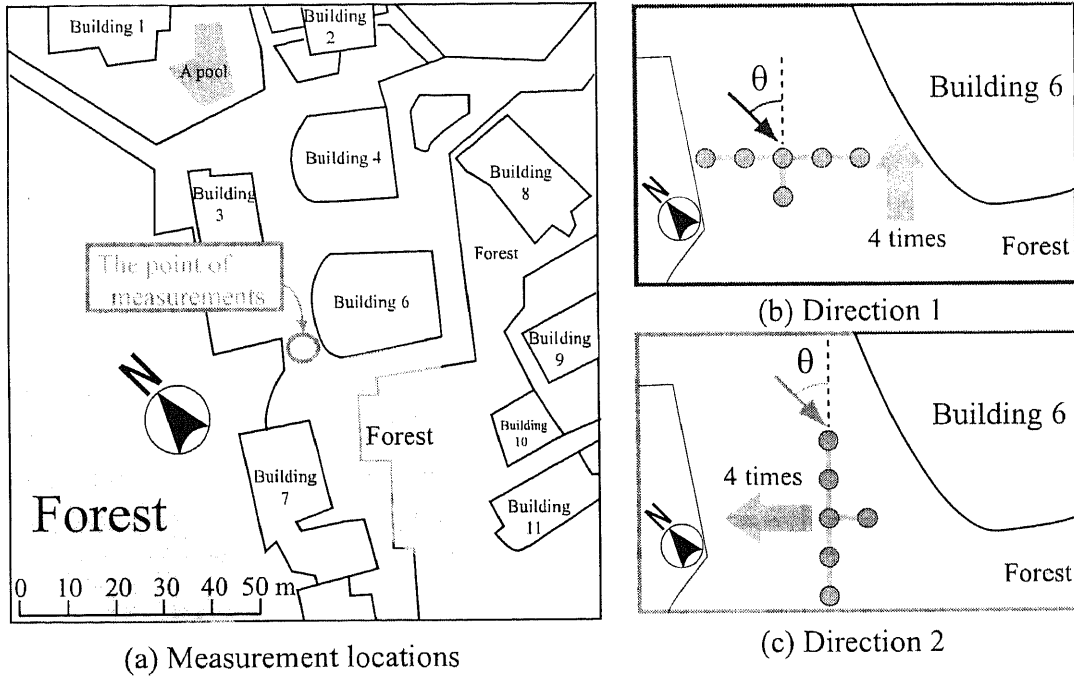 Building 1
Building
2
A pool
Building 4
Building
3
Building
8
The point of
measurements
Forest
Building 6
Building
9
N
Forest
Building
10
Building
7
Building
11
Forest
0 10 20 30 40 50 m
(a) Measurement locations
θ
Building 6
N
4 times
Forest
(b) Direction 1
θ
Building 6
4 times
N
Forest
(c) Direction 2